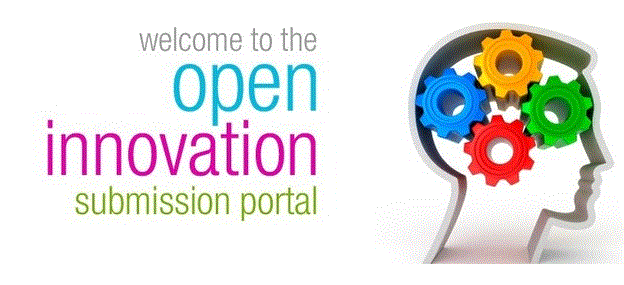 welcome to the
open
innovation
submission portal